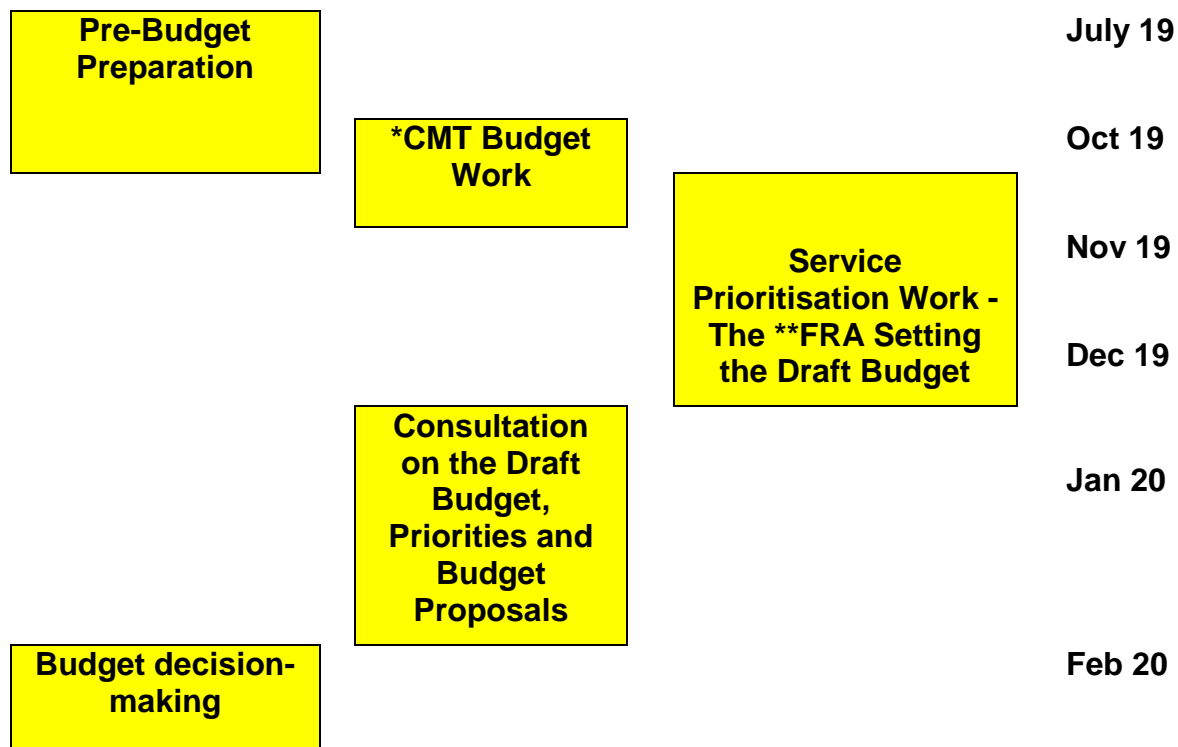 Pre-Budget
Preparation
July 19
*CMT Budget
Work
Oct 19
Service
Prioritisation Work -
The **FRA Setting
the Draft Budget
Nov 19
Dec 19
Consultation
on the Draft
Budget,
Priorities and
Budget
Proposals
Jan 20
Budget decision-
making
Feb 20